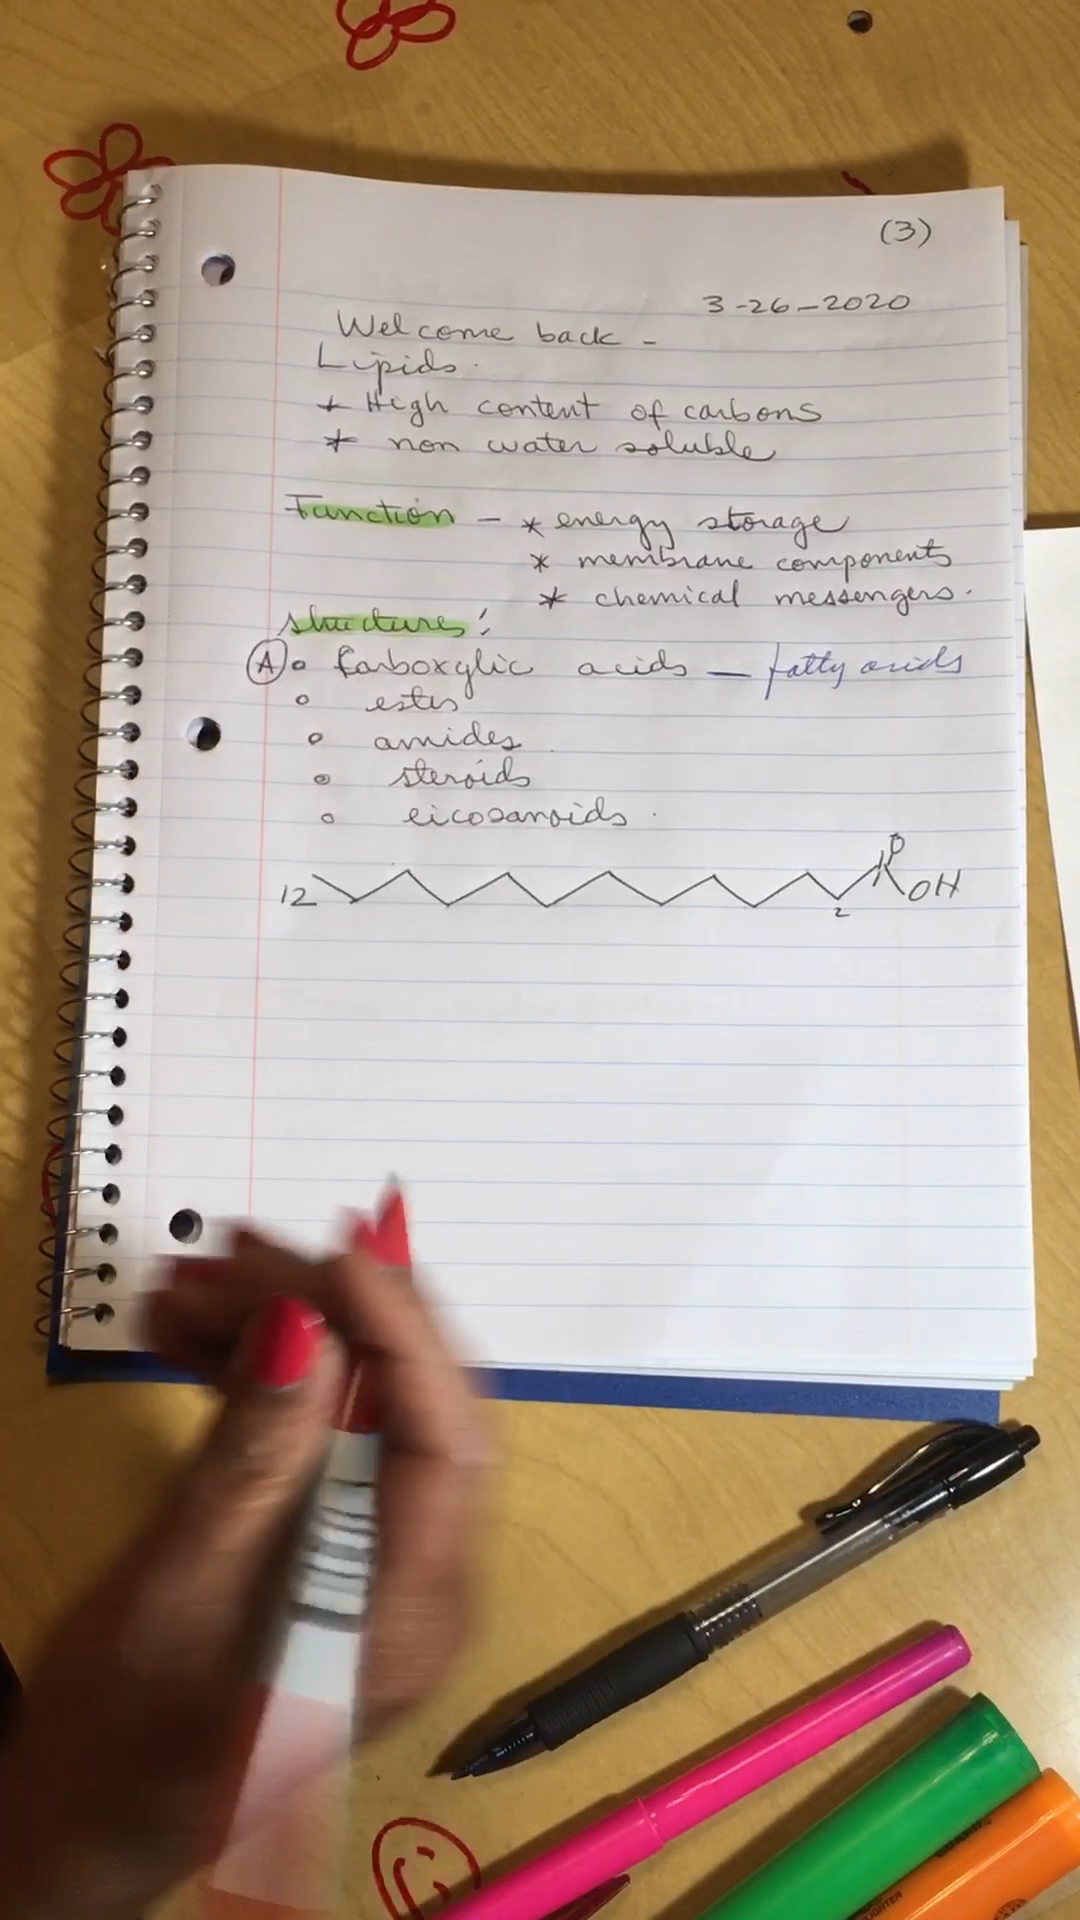 (3)
3-26-2020
Welcome back -
Lipids.
* High content of carbons
* non water soluble
Function - * energy storage
* membrane components
* chemical messengers.
structures:
A ∘ Carboxylic acids — fatty acids
∘ estes
∘ amides
∘ steroids
∘ eicosanoids.
O
12 OH
2